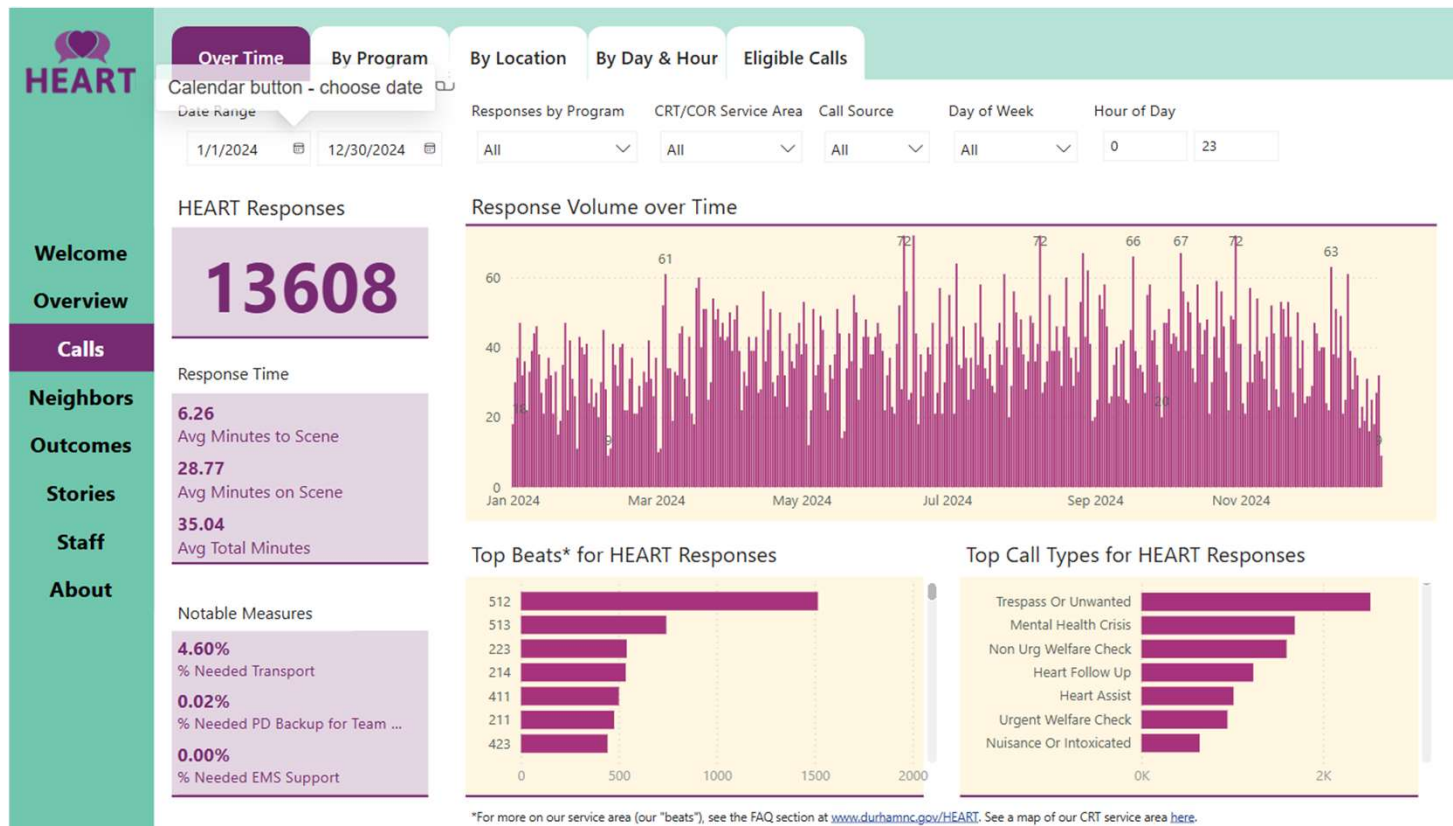 HEART
Over Time
By Program
By Location
By Day & Hour
Eligible Calls
Calendar button - choose date
Date Range
Responses by Program
CRT/COR Service Area
Call Source
Day of Week
Hour of Day
1/1/2024
12/30/2024
All
All
All
All
0
23
Welcome
Overview
Calls
Neighbors
Outcomes
Stories
Staff
About
HEART Responses
13608
Response Time
6.26
Avg Minutes to Scene
28.77
Avg Minutes on Scene
35.04
Avg Total Minutes
Notable Measures
4.60%
% Needed Transport
0.02%
% Needed PD Backup for Team ...
0.00%
% Needed EMS Support
Response Volume over Time
72
72
66
67
72
61
63
60
40
20
0
18
9
20
9
Jan 2024
Mar 2024
May 2024
Jul 2024
Sep 2024
Nov 2024
Top Beats* for HEART Responses
512
513
223
214
411
211
423
0
500
1000
1500
2000
Top Call Types for HEART Responses
Trespass Or Unwanted
Mental Health Crisis
Non Urg Welfare Check
Heart Follow Up
Heart Assist
Urgent Welfare Check
Nuisance Or Intoxicated
0K
2K
*For more on our service area (our "beats"), see the FAQ section at www.durhamnc.gov/HEART. See a map of our CRT service area here.